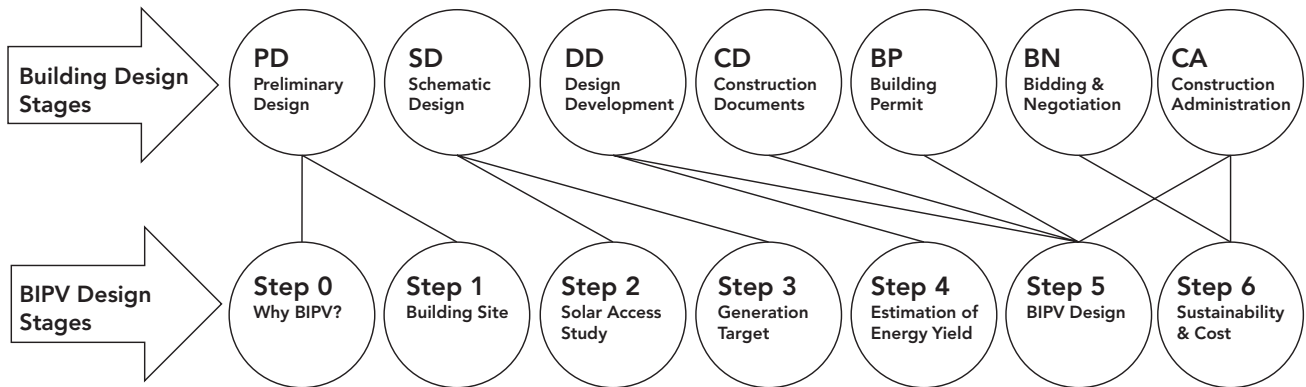 Building Design
Stages
PD
Preliminary
Design
SD
Schematic
Design
DD
Design
Development
CD
Construction
Documents
BP
Building
Permit
BN
Bidding &
Negotiation
CA
Construction
Administration
BIPV Design
Stages
Step 0
Why BIPV?
Step 1
Building Site
Step 2
Solar Access
Study
Step 3
Generation
Target
Step 4
Estimation of
Energy Yield
Step 5
BIPV Design
Step 6
Sustainability
& Cost